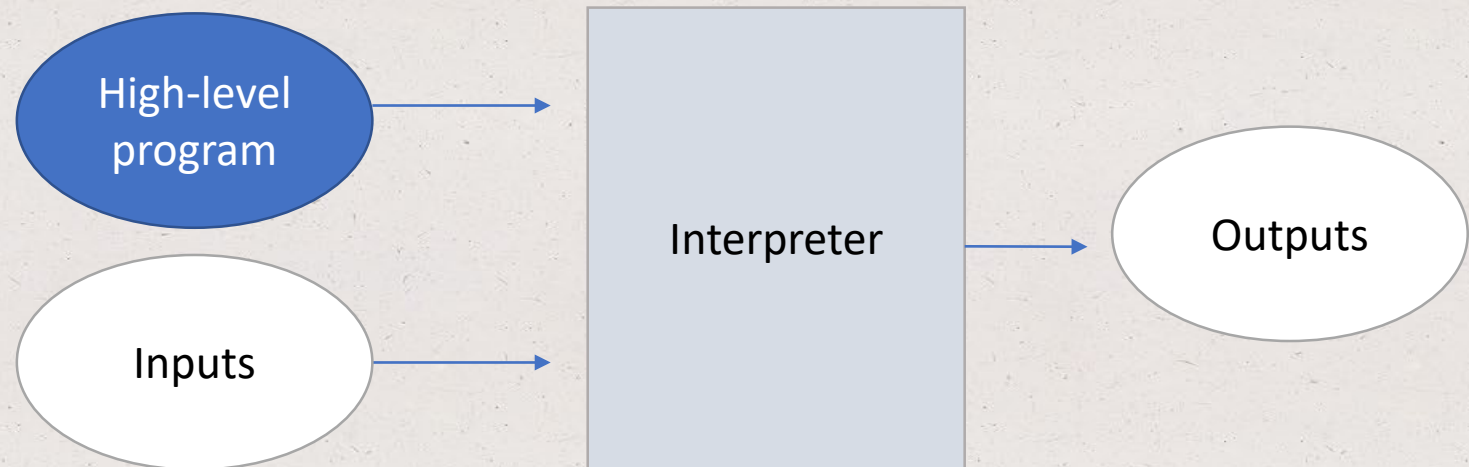 High-level
program
Inputs
Interpreter
Outputs